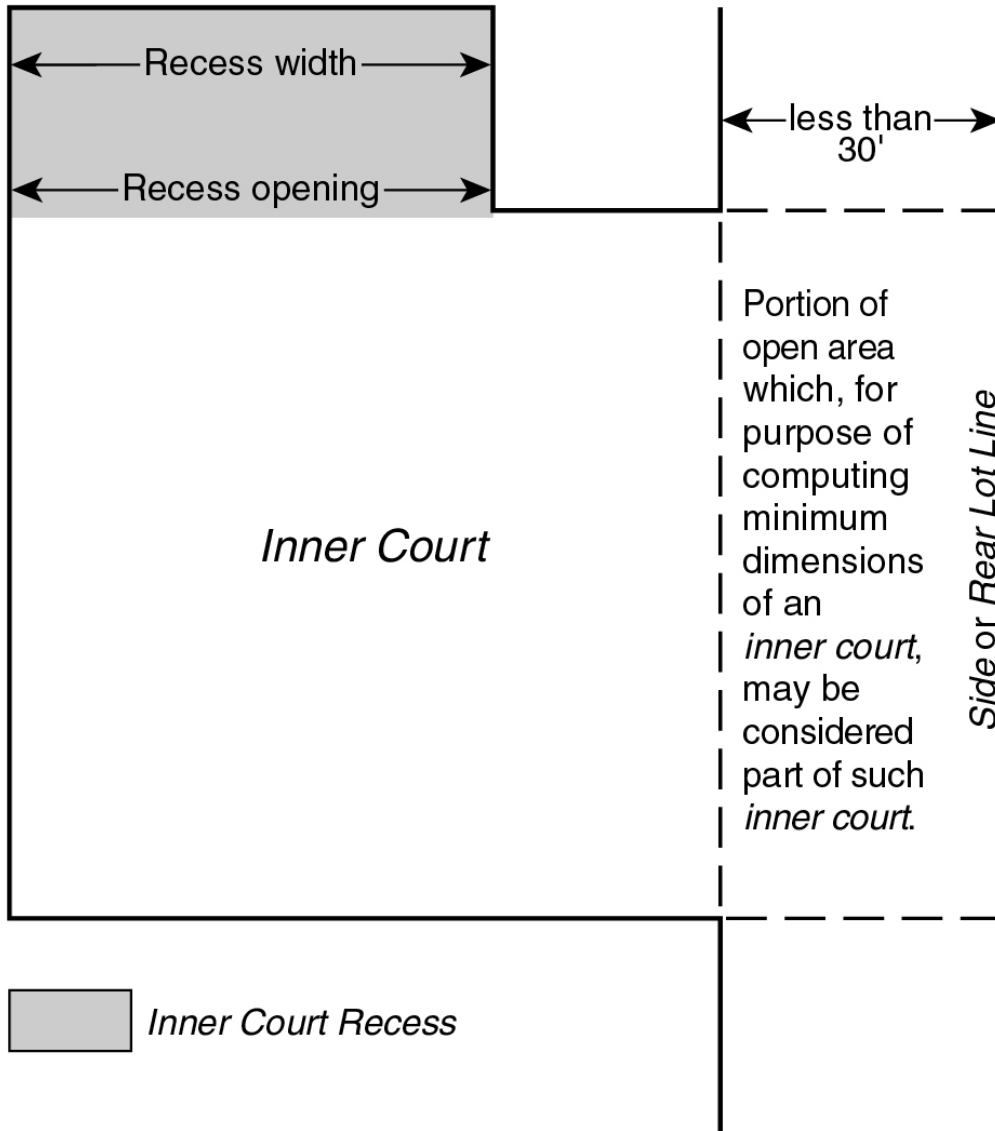 Recess width
less than
30'
Recess opening
Portion of
open area
which, for
purpose of
computing
minimum
dimensions
of an
inner court,
may be
considered
part of such
inner court.
Side or Rear Lot Line
Inner Court
Inner Court Recess